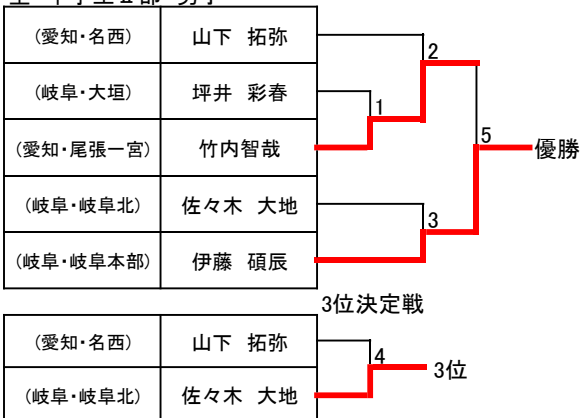 (愛知・名西) 山下 拓弥
2
(岐阜・大垣) 坪井 彩春
1
(愛知・尾張一宮) 竹内智哉
5
優勝
(岐阜・岐阜北) 佐々木 大地
3
(岐阜・岐阜本部) 伊藤 碩辰
3位決定戦
(愛知・名西) 山下 拓弥
4
3位
(岐阜・岐阜北) 佐々木 大地